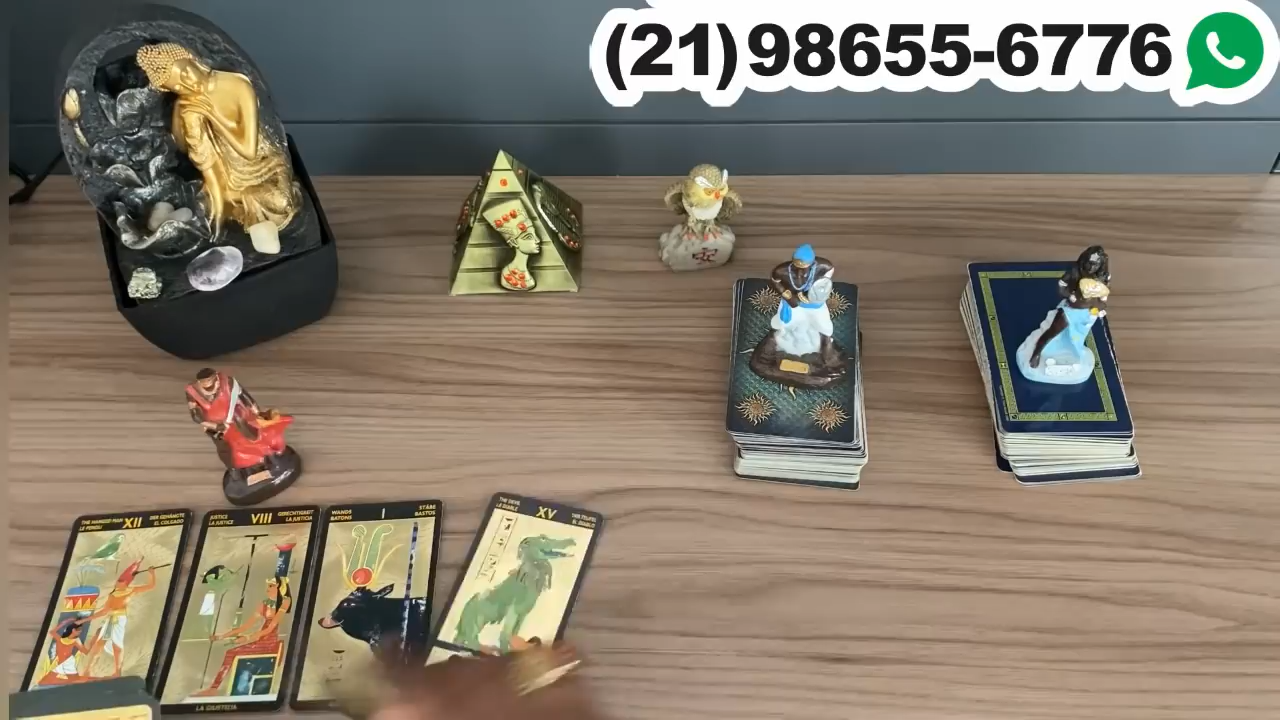 (21)98655-6776
THE HANGED MAN
LE PENDU
XII
DER GEHÄNGTE
EL COLGADO
JUSTICE
LA JUSTICE
VIII
GERECHTIGKEIT
LA JUSTICIA
WANDS
BATONS
I
STÄBE
BASTOS
THE DEVIL
LE DIABLE
XV
DER TEUFEL
EL DIABLO
LA GIUSTIZIA